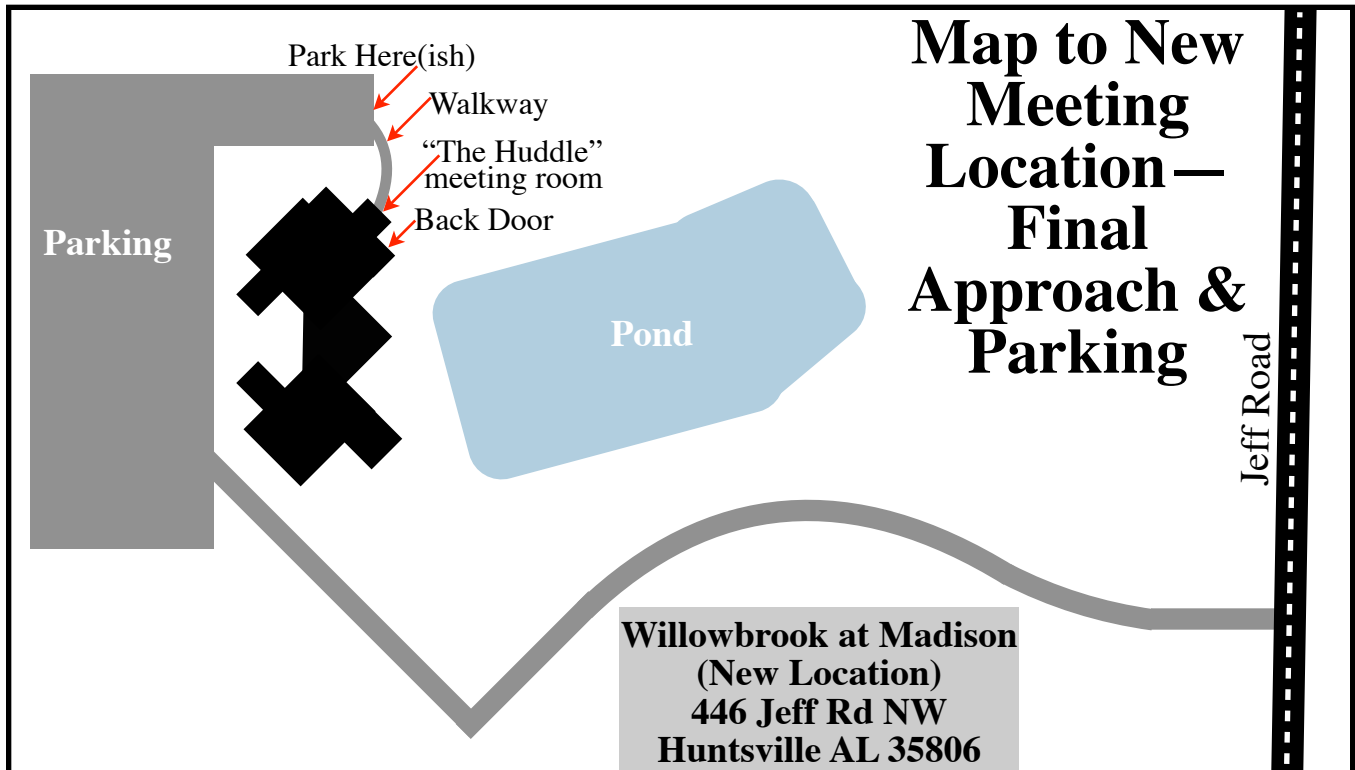 Map to New
Meeting
Location—
Final
Approach &
Parking
Park Here(ish)
Walkway
“The Huddle”
meeting room
Back Door
Parking
Pond
Jeff Road
Willowbrook at Madison
(New Location)
446 Jeff Rd NW
Huntsville AL 35806